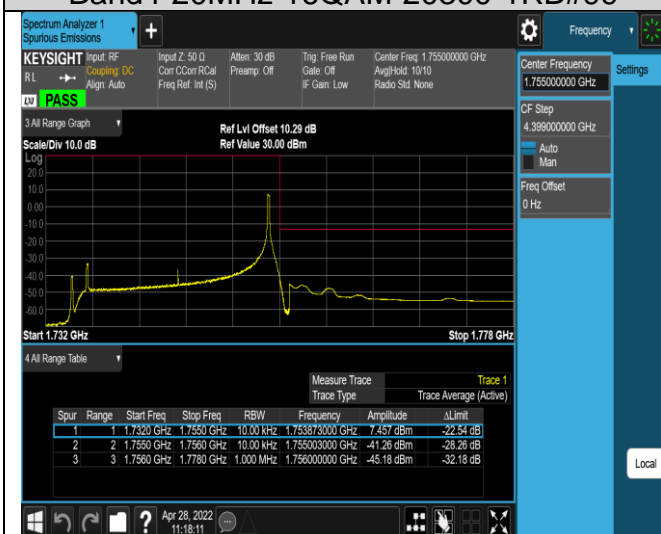 Spectrum Analyzer 1
Spurious Emissions
Frequency
KEYSIGHT
Input: RF
Coupling: DC
Align: Auto
Input Z: 50 Ω
Corr CCorr RCal
Freq Ref: Int (S)
Atten: 30 dB
Preamp: Off
Trig: Free Run
Gate: Off
IF Gain: Low
Center Freq: 1.755000000 GHz
Avg|Hold: 10/10
Radio Std: None
R L
LXI
PASS
Center Frequency
1.755000000 GHz
Settings
CF Step
4.399000000 GHz
Auto
Man
Freq Offset
0 Hz
3 All Range Graph
Ref Lvl Offset 10.29 dB
Scale/Div 10.0 dB
Ref Value 30.00 dBm
Log
20.0
10.0
0.00
-10.0
-20.0
-30.0
-40.0
-50.0
-60.0
Start 1.732 GHz
Stop 1.778 GHz
4 All Range Table
Measure Trace Trace 1
Trace Type Trace Average (Active)
Spur Range Start Freq Stop Freq RBW Frequency Amplitude ΔLimit
1 1 1.7320 GHz 1.7550 GHz 10.00 kHz 1.753873000 GHz 7.457 dBm -22.54 dB
2 2 1.7550 GHz 1.7560 GHz 10.00 kHz 1.755003000 GHz -41.26 dBm -28.26 dB
3 3 1.7560 GHz 1.7780 GHz 1.000 MHz 1.756000000 GHz -45.18 dBm -32.18 dB
Local
Apr 28, 2022
11:18:11